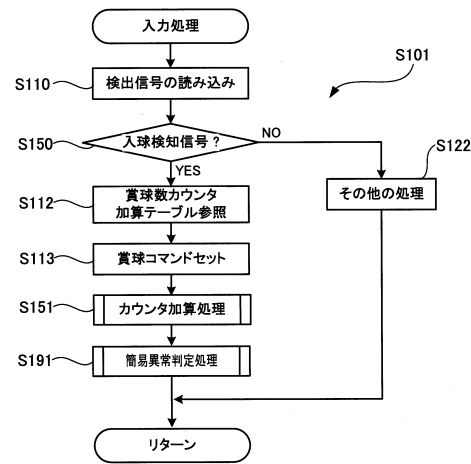 入力処理
S101
S110
検出信号の読み込み
S150
入球検知信号?
NO
YES
S122
その他の処理
S112
賞球数カウンタ
加算テーブル参照
S113
賞球コマンドセット
S151
カウンタ加算処理
S191
簡易異常判定処理
リターン